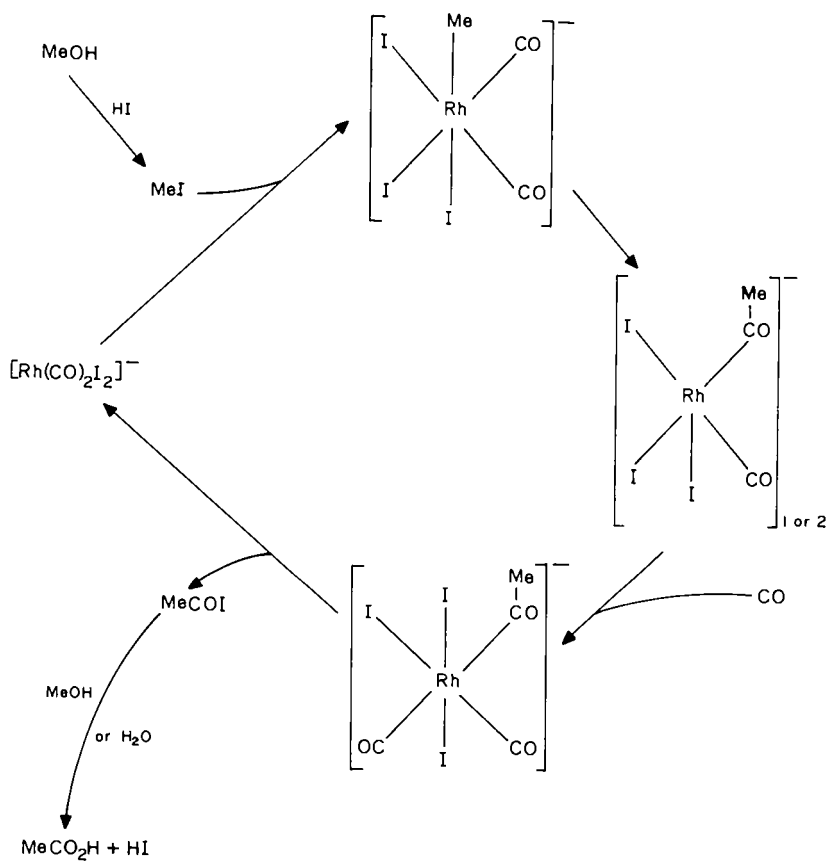 MeOH
HI
MeI
[Rh(CO)₂I₂]⁻
Me
I
CO
Rh
I
CO
I
−
Me
CO
I
Rh
I
I
CO
−
1 or 2
CO
Me
I
I
CO
Rh
OC
I
CO
−
MeCOI
MeOH
or H₂O
MeCO₂H + HI